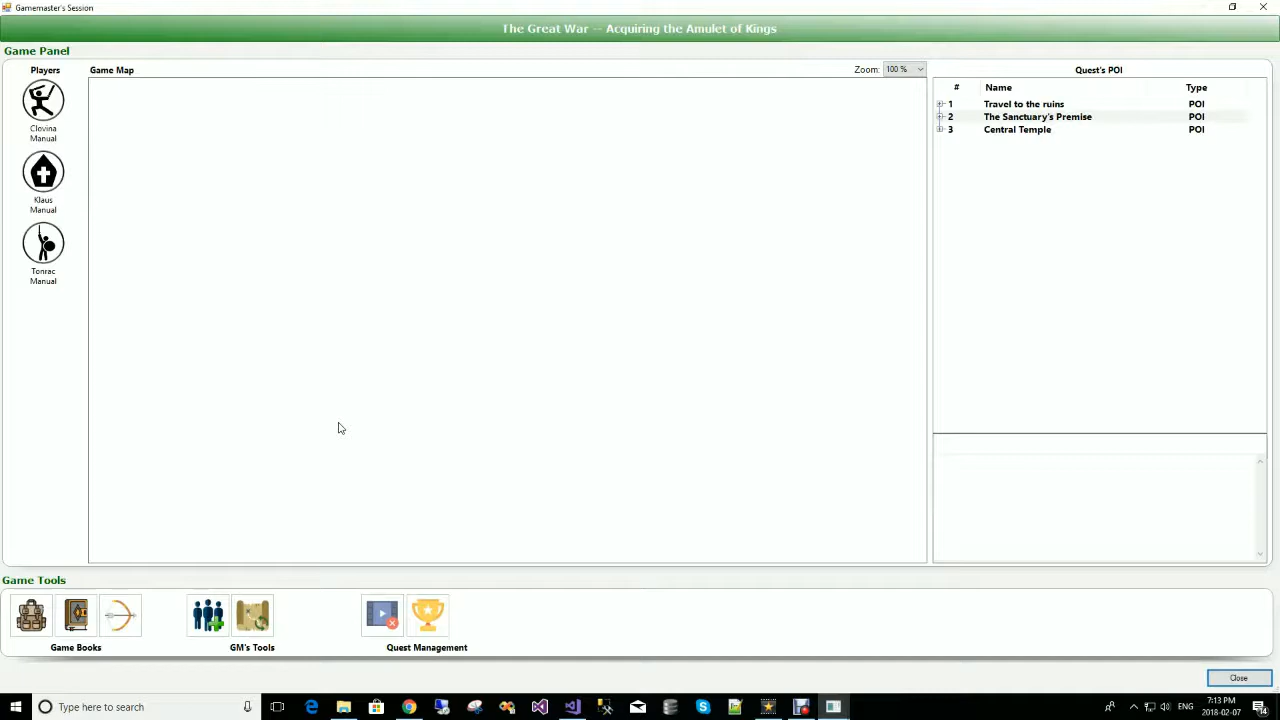 Gamemaster's Session
The Great War -- Acquiring the Amulet of Kings
Game Panel
Players
Game Map
Zoom: 100 %
Quest's POI
# Name Type
1 Travel to the ruins POI
2 The Sanctuary's Premise POI
3 Central Temple POI
Clovina
Manual
Klaus
Manual
Tonrac
Manual
Game Tools
Game Books
GM's Tools
Quest Management
Close
Type here to search
ENG
7:13 PM
2018-02-07
14